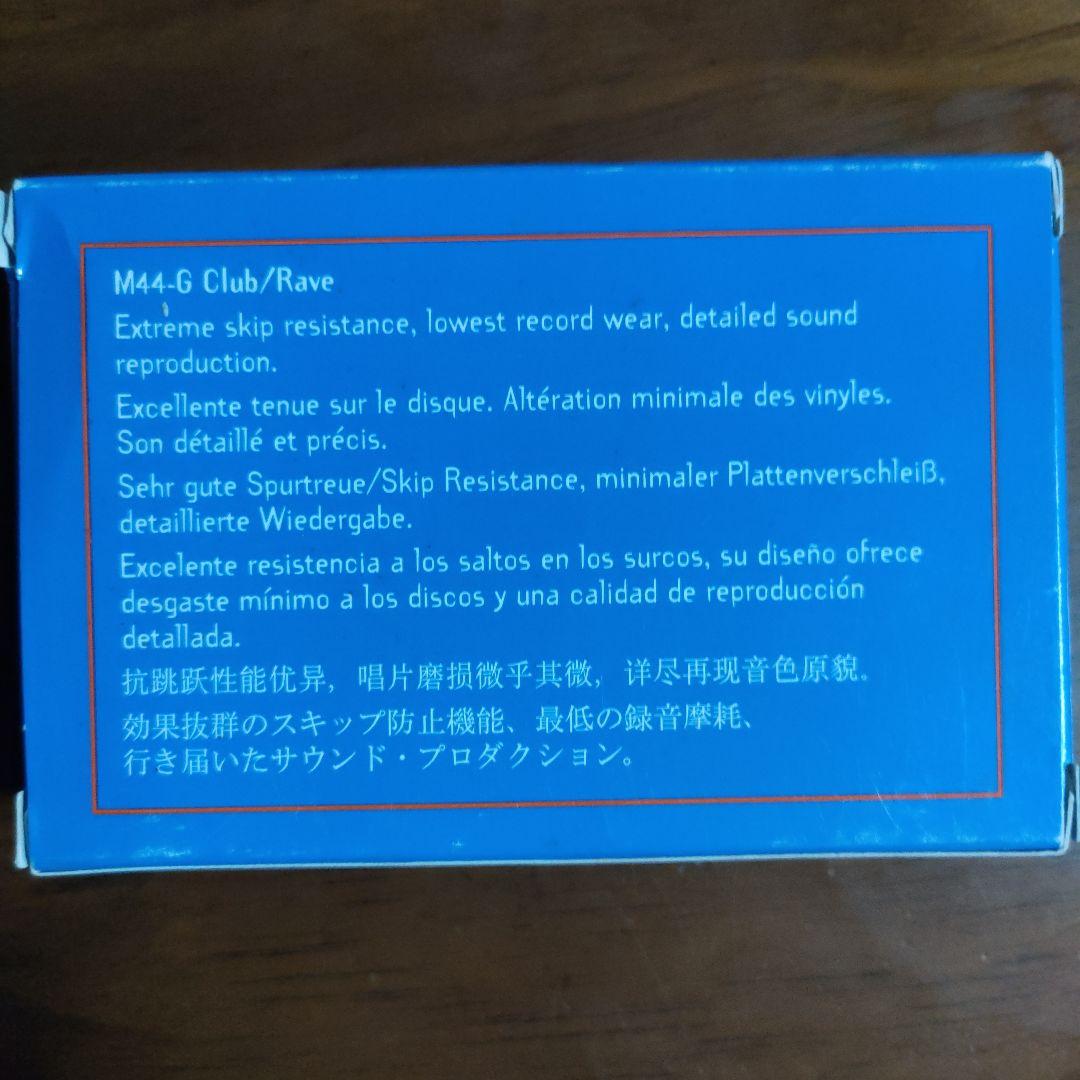 M44-G Club/Rave
Extreme skip resistance, lowest record wear, detailed sound
reproduction.
Excellente tenue sur le disque. Altération minimale des vinyles.
Son détaillé et précis.
Sehr gute Spurtreue/Skip Resistance, minimaler Plattenverschleiß,
detaillierte Wiedergabe.
Excelente resistencia a los saltos en los surcos, su diseño ofrece
desgaste mínimo a los discos y una calidad de reproducción
detallada.
抗跳跃性能优异，唱片磨损微乎其微，详尽再现音色原貌。
効果抜群のスキップ防止機能、最低の録音摩耗、
行き届いたサウンド・プロダクション。